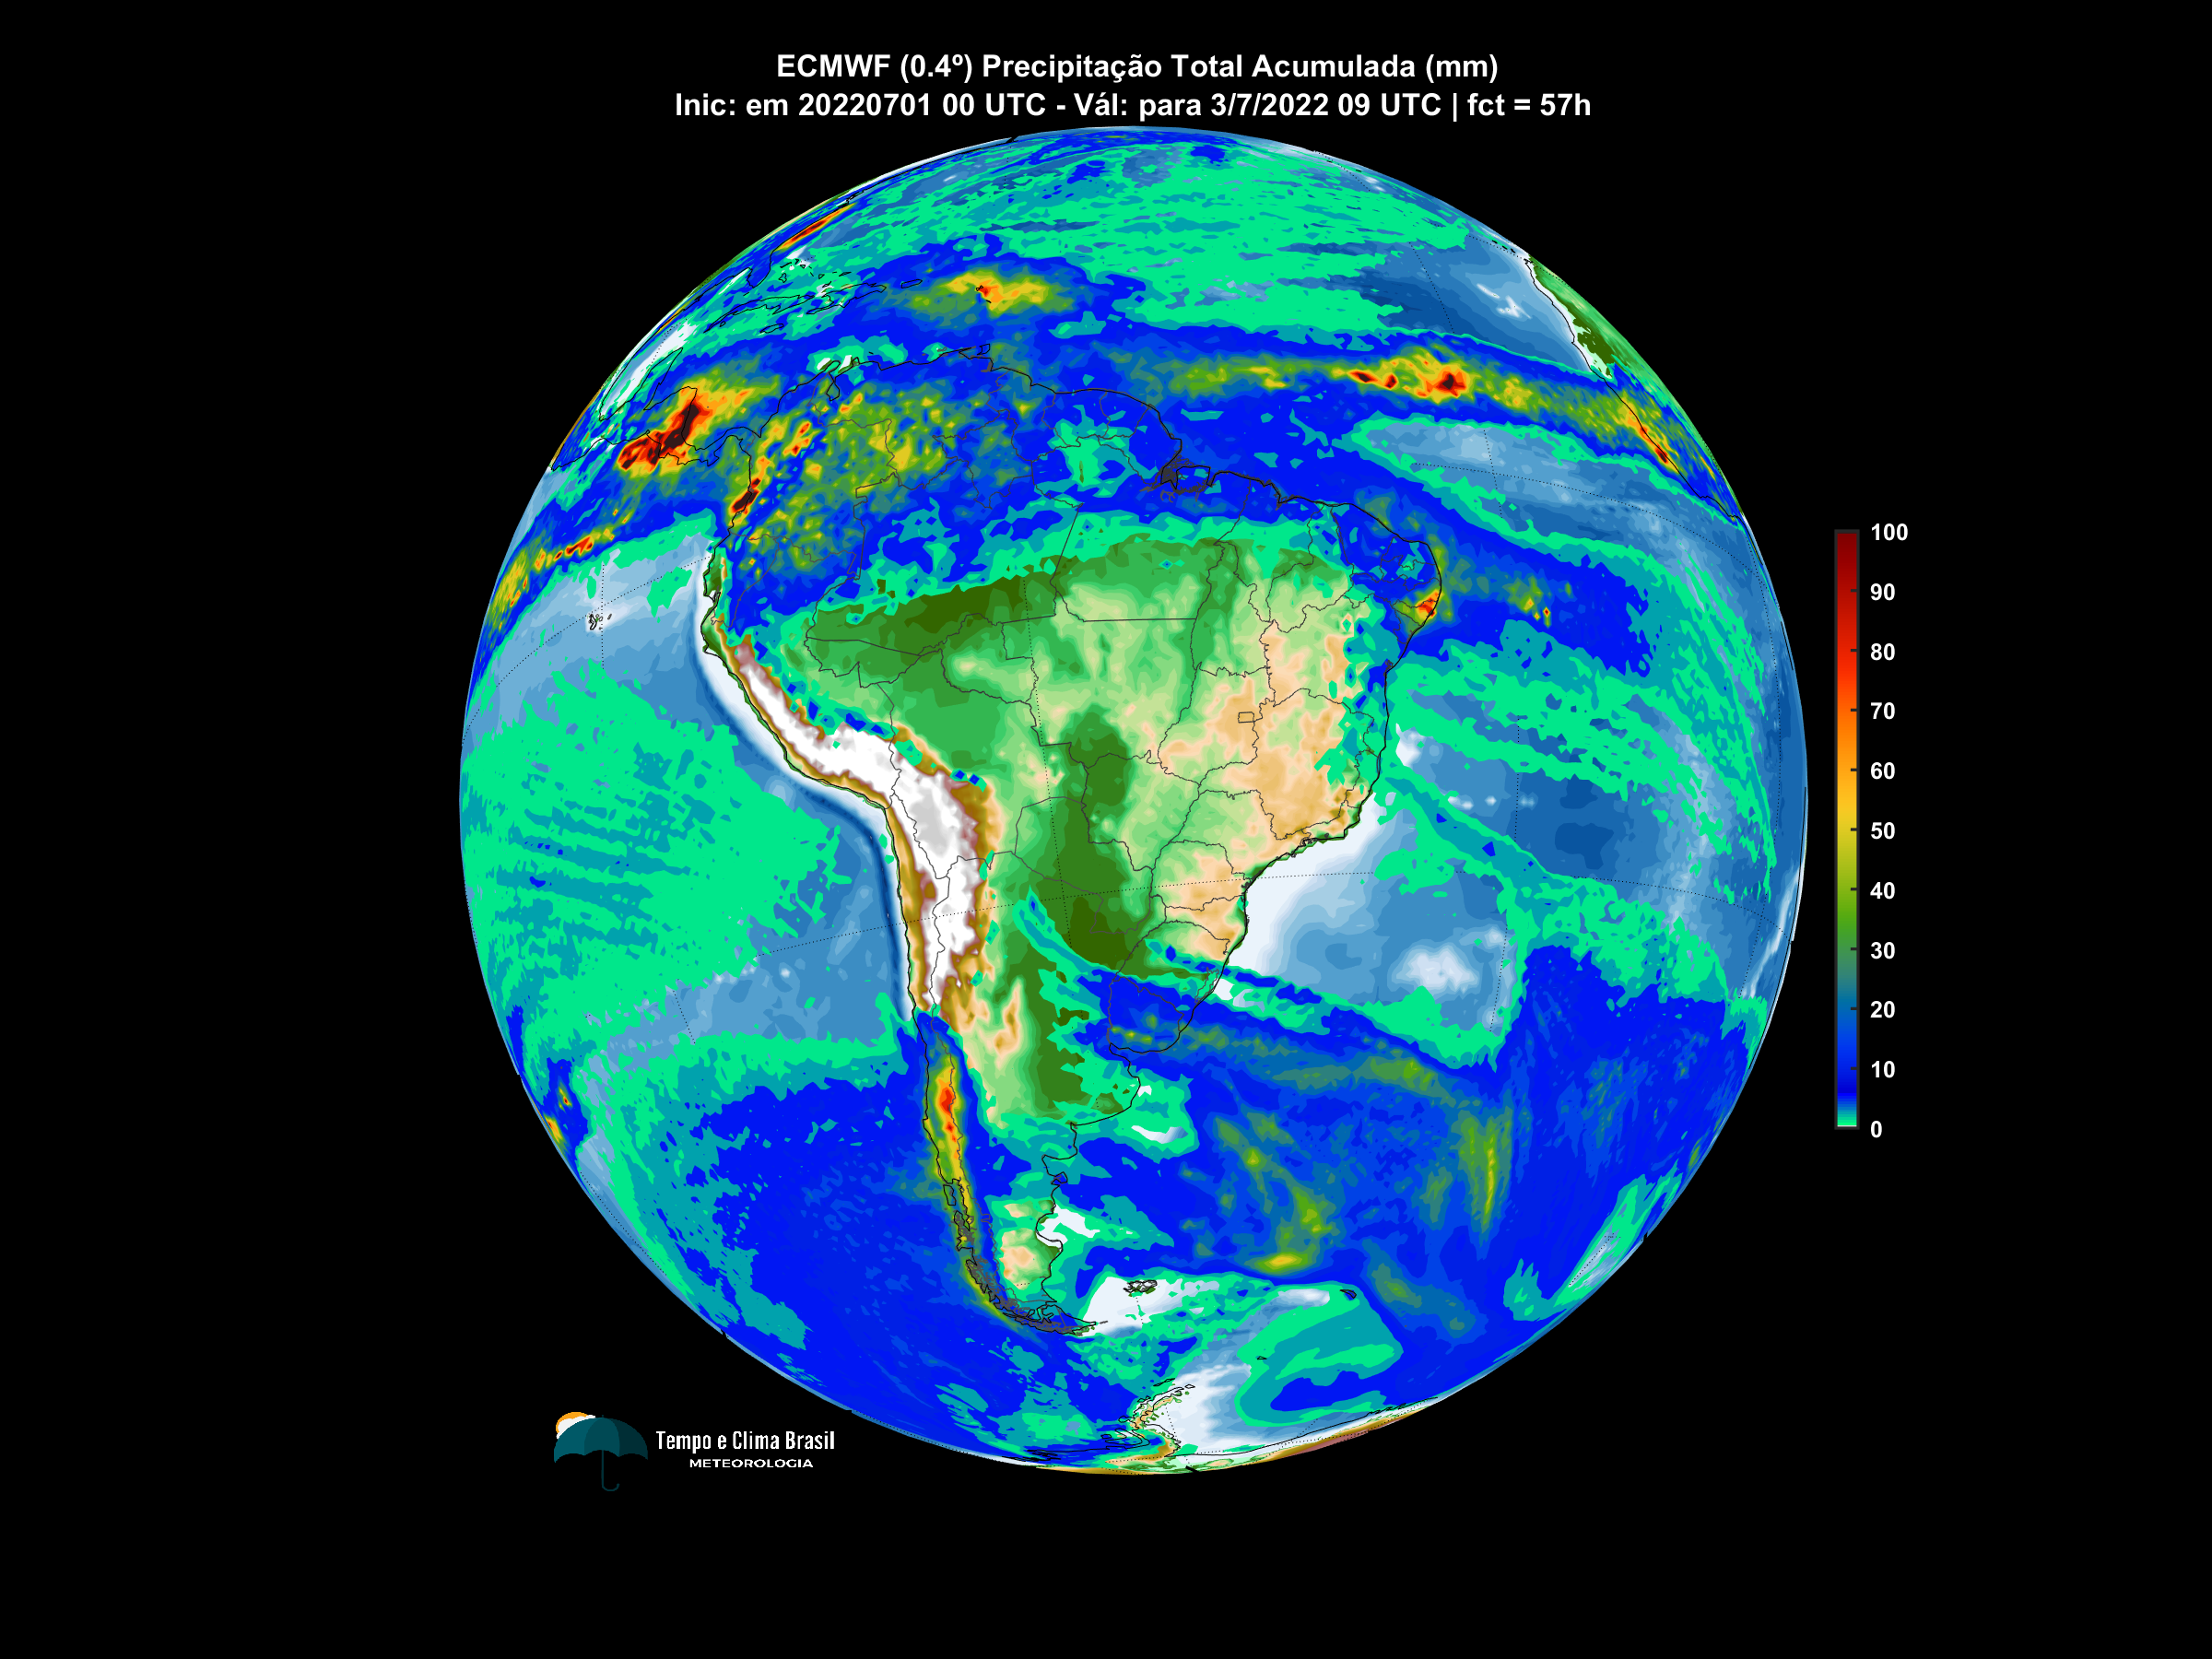 ECMWF (0.4º) Precipitação Total Acumulada (mm)
Inic: em 20220701 00 UTC - Vál: para 3/7/2022 09 UTC | fct = 57h
100
90
80
70
60
50
40
30
20
10
0
Tempo e Clima Brasil
METEOROLOGIA